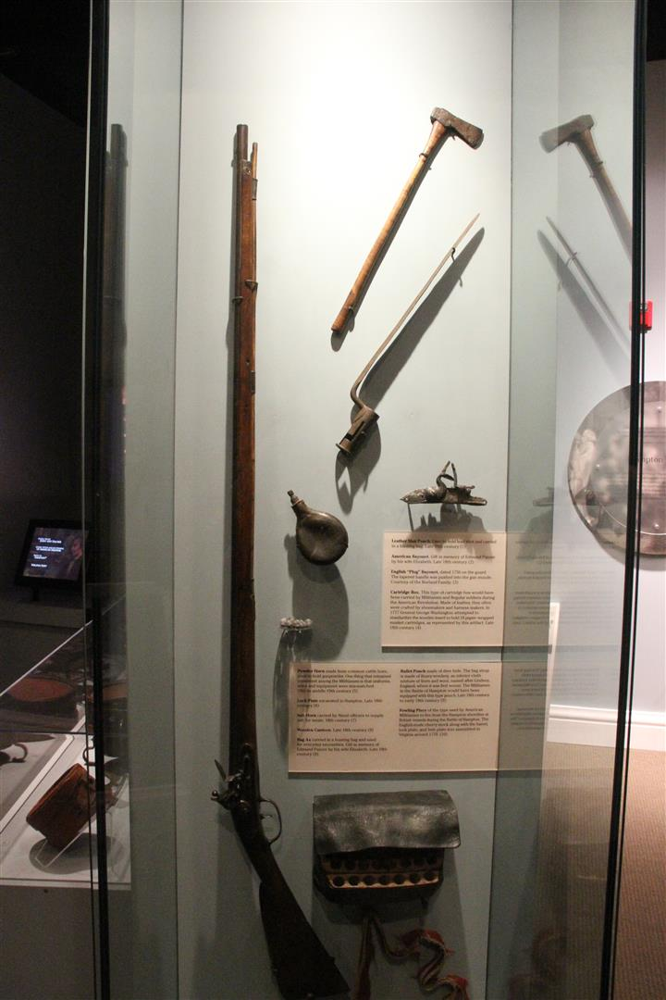 Leather Shot Pouch. Used to hold lead shot and carried
in a hunting bag. Late 18th century (1)
American Bayonet. Gift in memory of Edmund Panzer
by his wife Elizabeth. Late 18th century (2)
English "Plug" Bayonet, dated 1750 on the guard.
The tapered handle was pushed into the gun muzzle.
Courtesy of the Borland Family. (3)
Cartridge Box. This type of cartridge box would have
been carried by Militiamen and Regular soldiers during
the American Revolution. Made of leather, they often
were crafted by shoemakers and harness makers. In
1777 General George Washington attempted to
standardize the wooden insert to hold 24 paper-wrapped
musket cartridges, as represented by this artifact. Late
18th century (4)
Powder Horn made from common cattle horn,
used to hold gunpowder. One thing that remained
consistent among the Militiamen is that uniforms,
arms and equipment were mismatched.
19th century (5)
Lock Plate excavated in Hampton. Late 18th
century (6)
Salt Horn carried by Naval officers to supply
salt for meals. 18th century (7)
Wooden Canteen. Late 18th century (8)
Bag Ax carried in a hunting bag and used
for everyday necessities. Gift in memory of
Edmund Panzer by his wife Elizabeth. Late 18th
century (9)
Bullet Pouch made of deer hide. The bag strap
is made of linsey-woolsey, an inferior cloth
mixture of linen and wool, named after Lindsey,
England, where it was first woven. The Militiamen
in the Battle of Hampton would have been
equipped with this type pouch. Late 18th century
to early 19th century
Fowling Piece of the type used by American
Militiamen to fire from the Hampton shoreline at
British vessels during the Battle of Hampton. The
English-made cherry stock along with the barrel,
lock plate, and butt plate was assembled in
Virginia around 1770. (10)